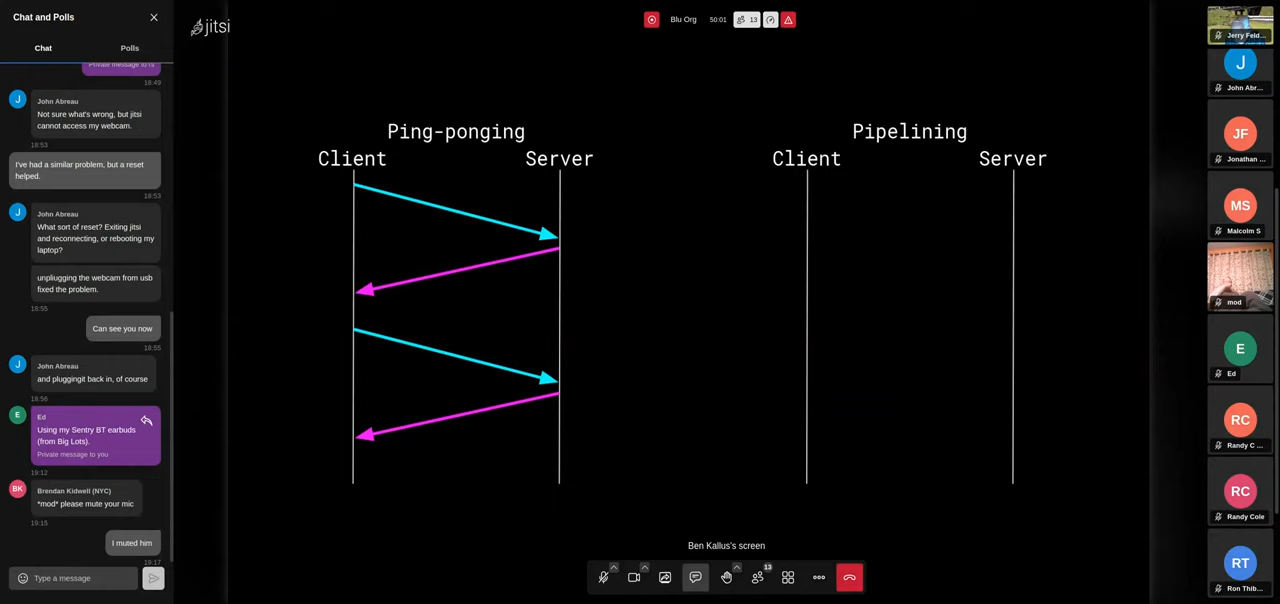 Chat and Polls
Chat
Polls
18:49
John Abreau
Not sure what's wrong, but jitsi
cannot access my webcam.
18:53
I've had a similar problem, but a reset
helped.
18:53
John Abreau
What sort of reset? Exiting jitsi
and reconnecting, or rebooting my
laptop?
unpliugging the webcam from usb
fixed the problem.
18:55
Can see you now
18:55
John Abreau
and pluggingit back in, of course
18:56
Ed
Using my Sentry BT earbuds
(from Big Lots).
Private message to you
19:12
Brendan Kidwell (NYC)
*mod* please mute your mic
19:15
I muted him
19:17
Type a message
jitsi
Blu Org
50:01
13
Ping-ponging
Client
Server
Pipelining
Client
Server
Ben Kallus's screen
13
Jerry Feld...
J
John Abr...
JF
Jonathan ...
MS
Malcolm S
mod
E
Ed
RC
Randy C ...
RC
Randy Cole
RT
Ron Thib...
J
J
J
E
BK